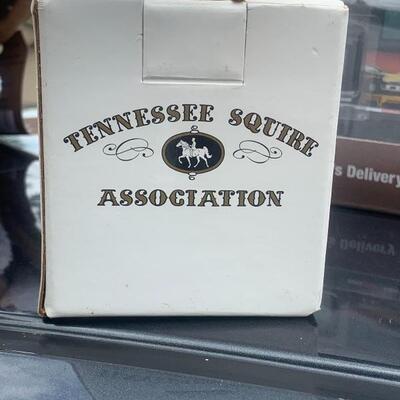 TENNESSEE SQUIRE
ASSOCIATION
s Delivery